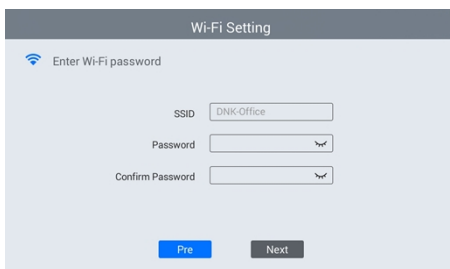 Wi-Fi Setting
Enter Wi-Fi password
SSID DNK-Office
Password
Confirm Password
Pre Next